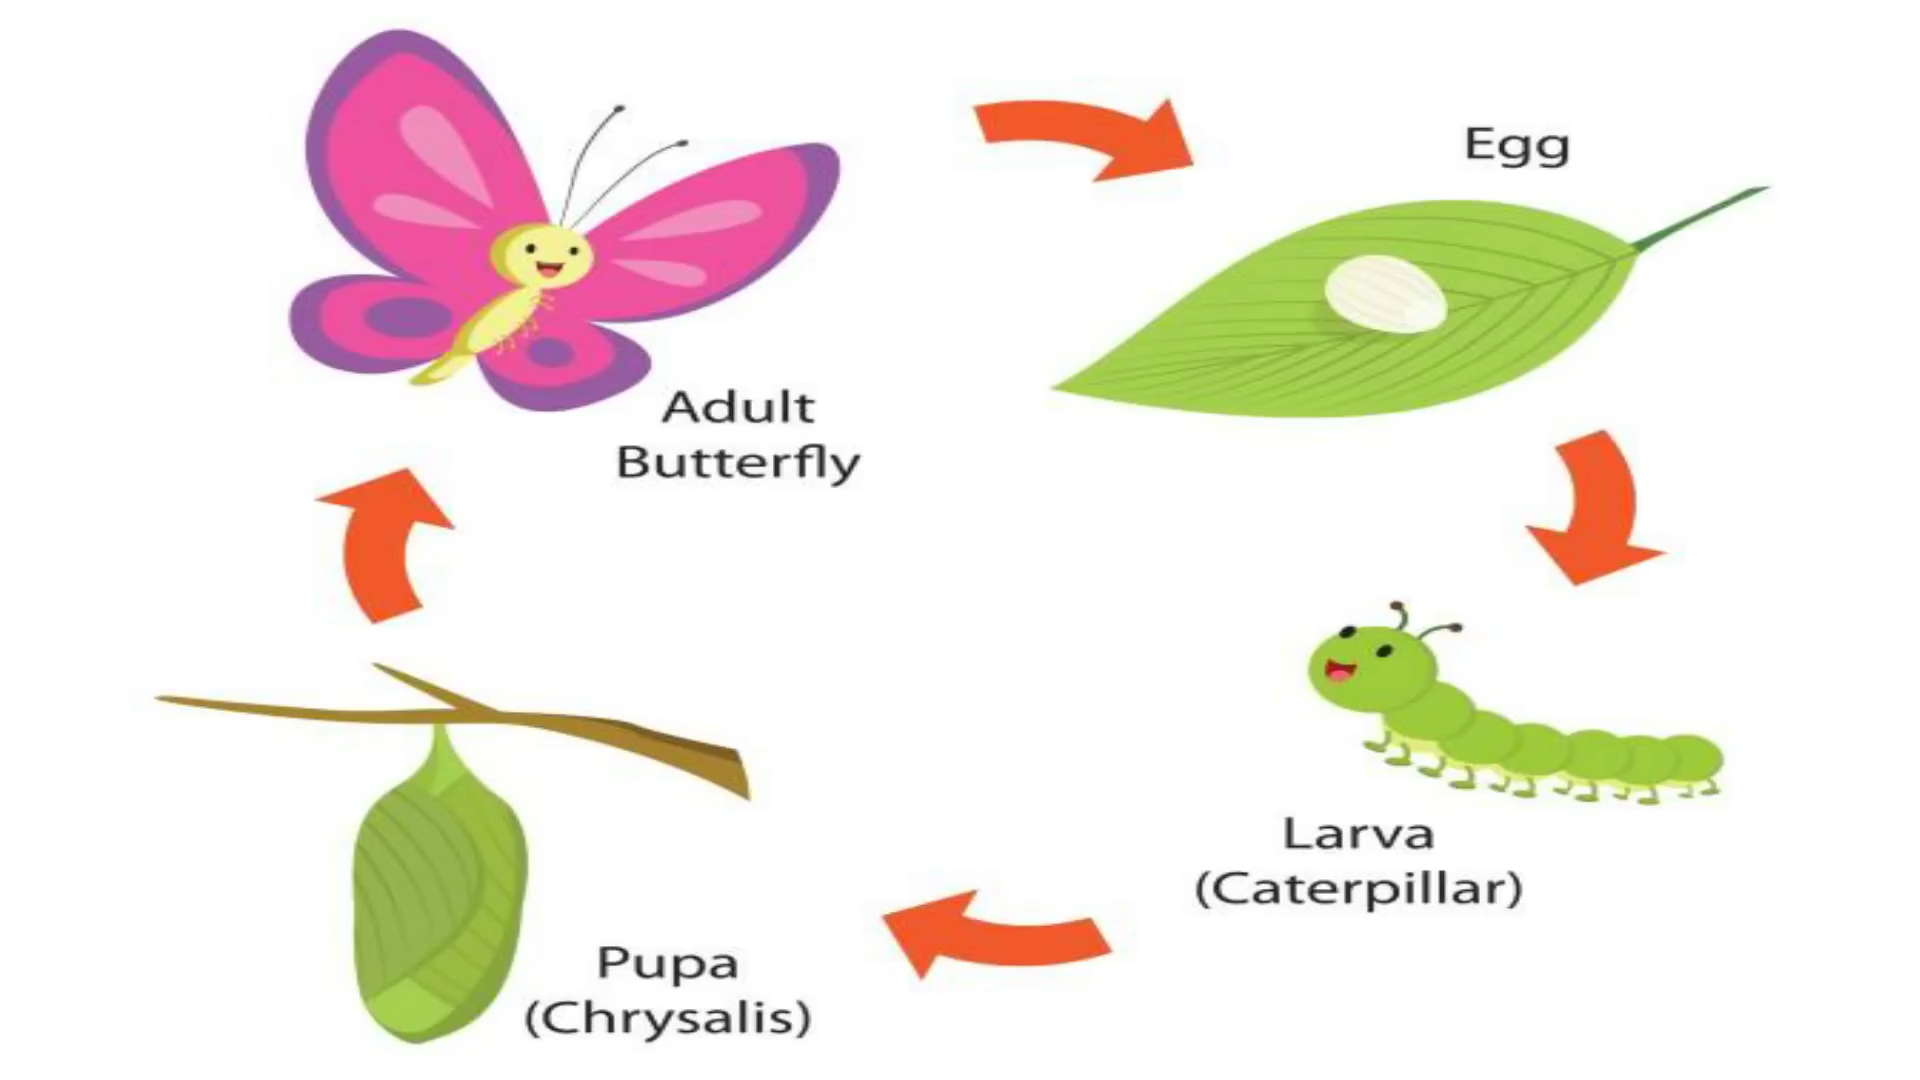 Egg
Adult
Butterfly
Larva
(Caterpillar)
Pupa
(Chrysalis)